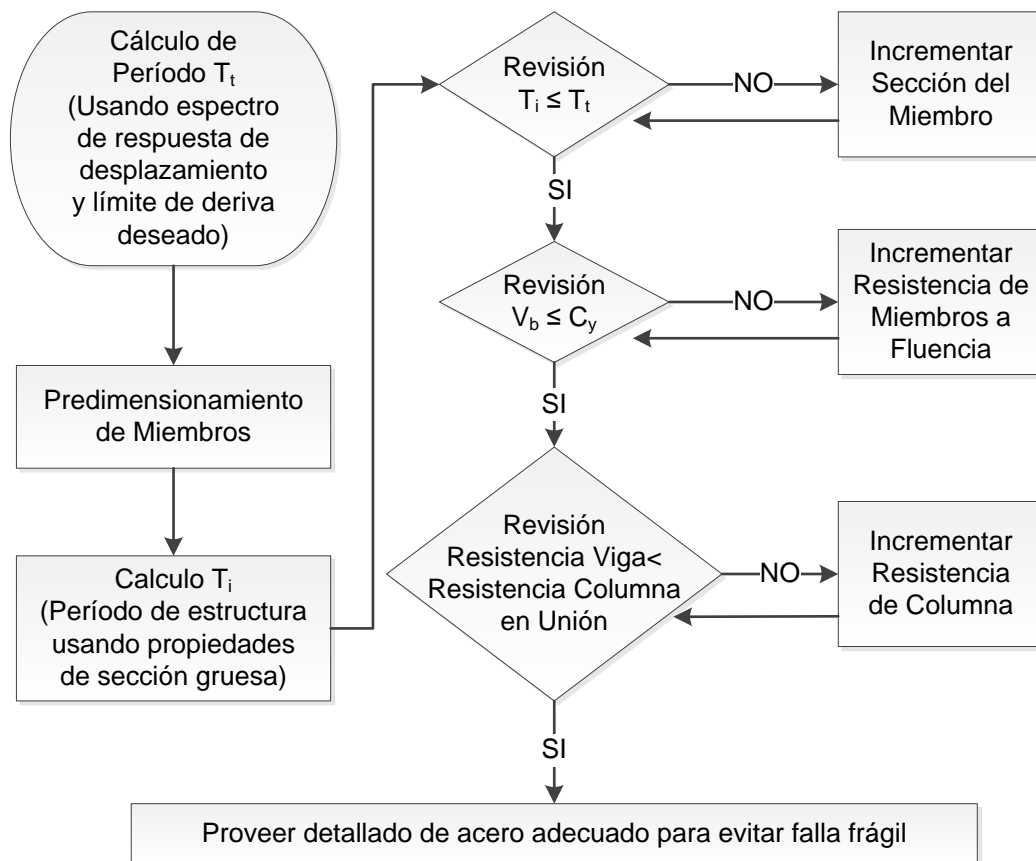 Cálculo de
Período Tt
(Usando espectro
de respuesta de
desplazamiento
y límite de deriva
deseado)
Predimensionamiento
de Miembros
Calculo Ti
(Período de estructura
usando propiedades
de sección gruesa)
Revisión
Ti ≤ Tt
NO
Incrementar
Sección del
Miembro
SI
Revisión
Vb ≤ Cy
NO
Incrementar
Resistencia de
Miembros a
Fluencia
SI
Revisión
Resistencia Viga<
Resistencia Columna
en Unión
NO
Incrementar
Resistencia
de Columna
SI
Proveer detallado de acero adecuado para evitar falla frágil